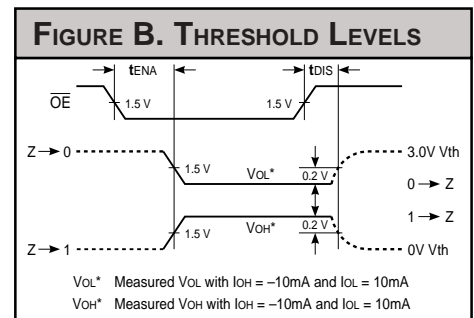 FIGURE B. THRESHOLD LEVELS
tENA tDIS
OE 1.5 V 1.5 V
Z → 0 3.0V Vth
1.5 V VOL* 0.2 V 0 → Z
1.5 V VOH* 0.2 V 1 → Z
Z → 1 0V Vth
VOL* Measured VOL with IOH = –10mA and IOL = 10mA
VOH* Measured VOH with IOH = –10mA and IOL = 10mA